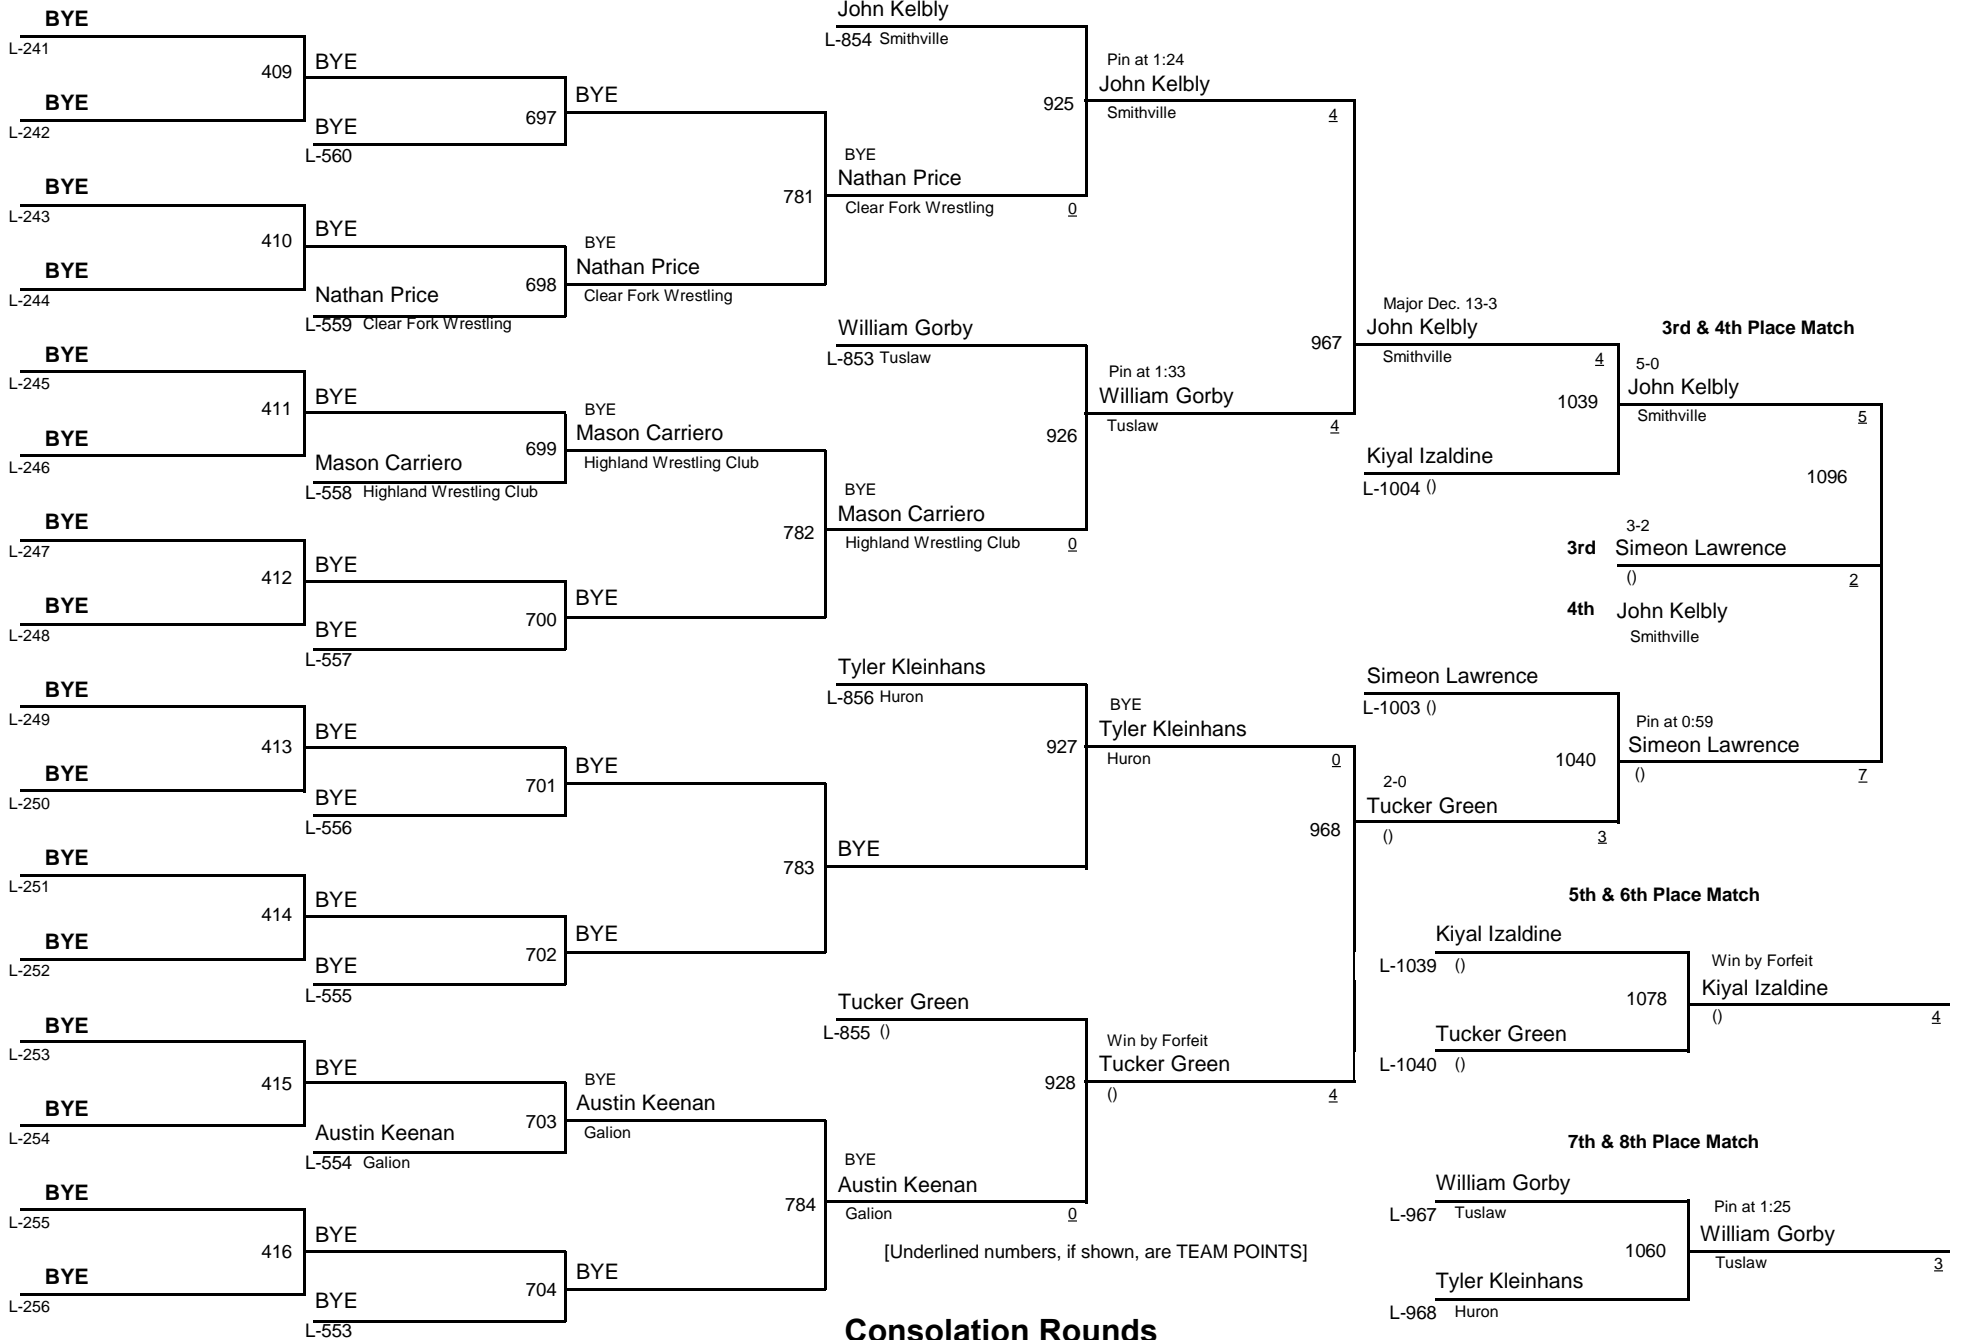 BYE
L-241
409
BYE
L-242
BYE
L-243
410
BYE
L-244
BYE
L-245
411
BYE
L-246
BYE
L-247
412
BYE
L-248
BYE
L-249
413
BYE
L-250
BYE
L-251
414
BYE
L-252
BYE
L-253
415
BYE
L-254
BYE
L-255
416
BYE
L-256
BYE
697
BYE
L-560
BYE
698
Nathan Price
L-559 Clear Fork Wrestling
BYE
699
Mason Carriero
L-558 Highland Wrestling Club
BYE
700
BYE
L-557
BYE
701
BYE
L-556
BYE
702
BYE
L-555
BYE
703
Austin Keenan
L-554 Galion
BYE
704
BYE
L-553
BYE
781
BYE
Nathan Price
Clear Fork Wrestling
BYE
Mason Carriero
Highland Wrestling Club
782
BYE
BYE
783
BYE
BYE
Austin Keenan
Galion
784
BYE
John Kelbly
L-854 Smithville
925
BYE
Nathan Price
Clear Fork Wrestling 0
William Gorby
L-853 Tuslaw
926
BYE
Mason Carriero
Highland Wrestling Club 0
Tyler Kleinhans
L-856 Huron
927
BYE
Tucker Green
L-855 ()
928
BYE
Austin Keenan
Galion 0
Pin at 1:24
John Kelbly
Smithville 4
967
Pin at 1:33
William Gorby
Tuslaw 4
BYE
Tyler Kleinhans
Huron 0
968
Win by Forfeit
Tucker Green
() 4
Major Dec. 13-3
John Kelbly
Smithville 4
1039
Kiyal Izaldine
L-1004 ()
Simeon Lawrence
L-1003 ()
1040
2-0
Tucker Green
() 3
3rd & 4th Place Match
5-0
John Kelbly
Smithville 5
1096
3-2
3rd Simeon Lawrence
() 2
4th John Kelbly
Smithville
Pin at 0:59
Simeon Lawrence
() 7
5th & 6th Place Match
Kiyal Izaldine
L-1039 ()
1078
Tucker Green
L-1040 ()
Win by Forfeit
Kiyal Izaldine
() 4
7th & 8th Place Match
William Gorby
L-967 Tuslaw
1060
Tyler Kleinhans
L-968 Huron
Pin at 1:25
William Gorby
Tuslaw 3
[Underlined numbers, if shown, are TEAM POINTS]
Consolation Rounds